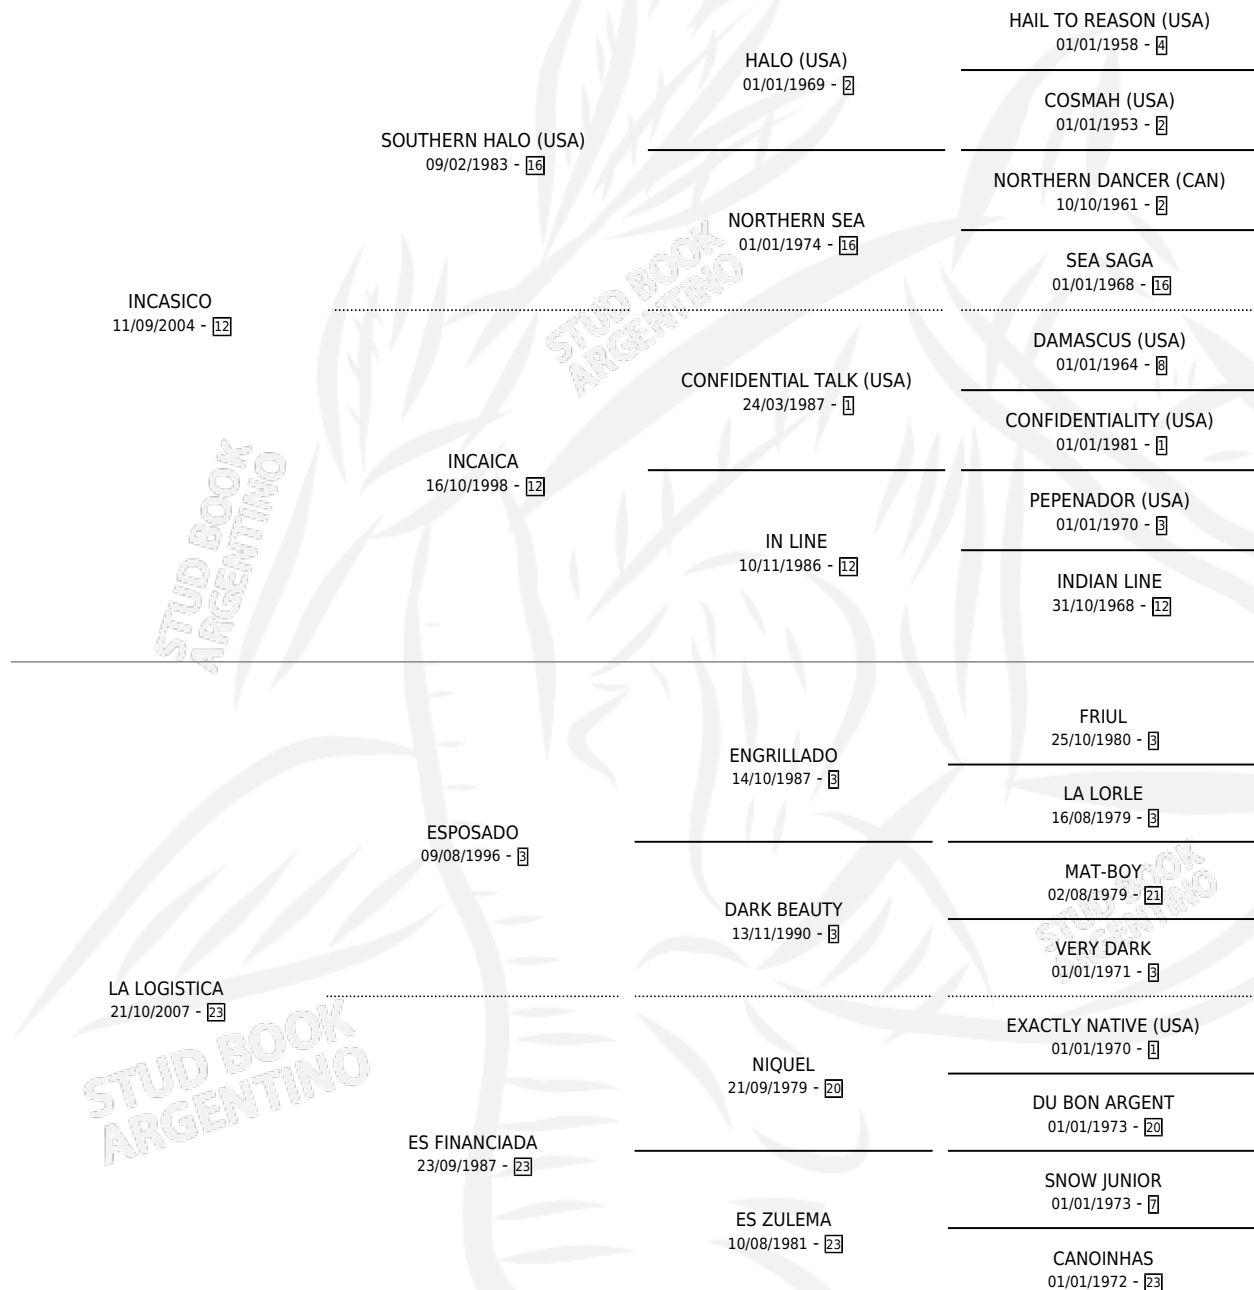 HAIL TO REASON (USA)
01/01/1958 - 4
HALO (USA)
01/01/1969 - 2
COSMAH (USA)
01/01/1953 - 2
SOUTHERN HALO (USA)
09/02/1983 - 16
NORTHERN DANCER (CAN)
10/10/1961 - 2
NORTHERN SEA
01/01/1974 - 16
SEA SAGA
01/01/1968 - 16
INCASICO
11/09/2004 - 12
DAMASCUS (USA)
01/01/1964 - 8
CONFIDENTIAL TALK (USA)
24/03/1987 - 1
CONFIDENTIALITY (USA)
01/01/1981 - 1
INCAICA
16/10/1998 - 12
PEPENADOR (USA)
01/01/1970 - 3
IN LINE
10/11/1986 - 12
INDIAN LINE
31/10/1968 - 12
STUD BOOK
ARGENTINO
STUD BOOK
ARGENTINO
FRIUL
25/10/1980 - 3
ENGRILLADO
14/10/1987 - 3
LA LORLE
16/08/1979 - 3
ESPOSADO
09/08/1996 - 3
MAT-BOY
02/08/1979 - 21
DARK BEAUTY
13/11/1990 - 3
VERY DARK
01/01/1971 - 3
LA LOGISTICA
21/10/2007 - 23
EXACTLY NATIVE (USA)
01/01/1970 - 1
NIQUEL
21/09/1979 - 20
DU BON ARGENT
01/01/1973 - 20
ES FINANCIADA
23/09/1987 - 23
SNOW JUNIOR
01/01/1973 - 7
ES ZULEMA
10/08/1981 - 23
CANOINHAS
01/01/1972 - 23
STUD BOOK
ARGENTINO
STUD BOOK
ARGENTINO